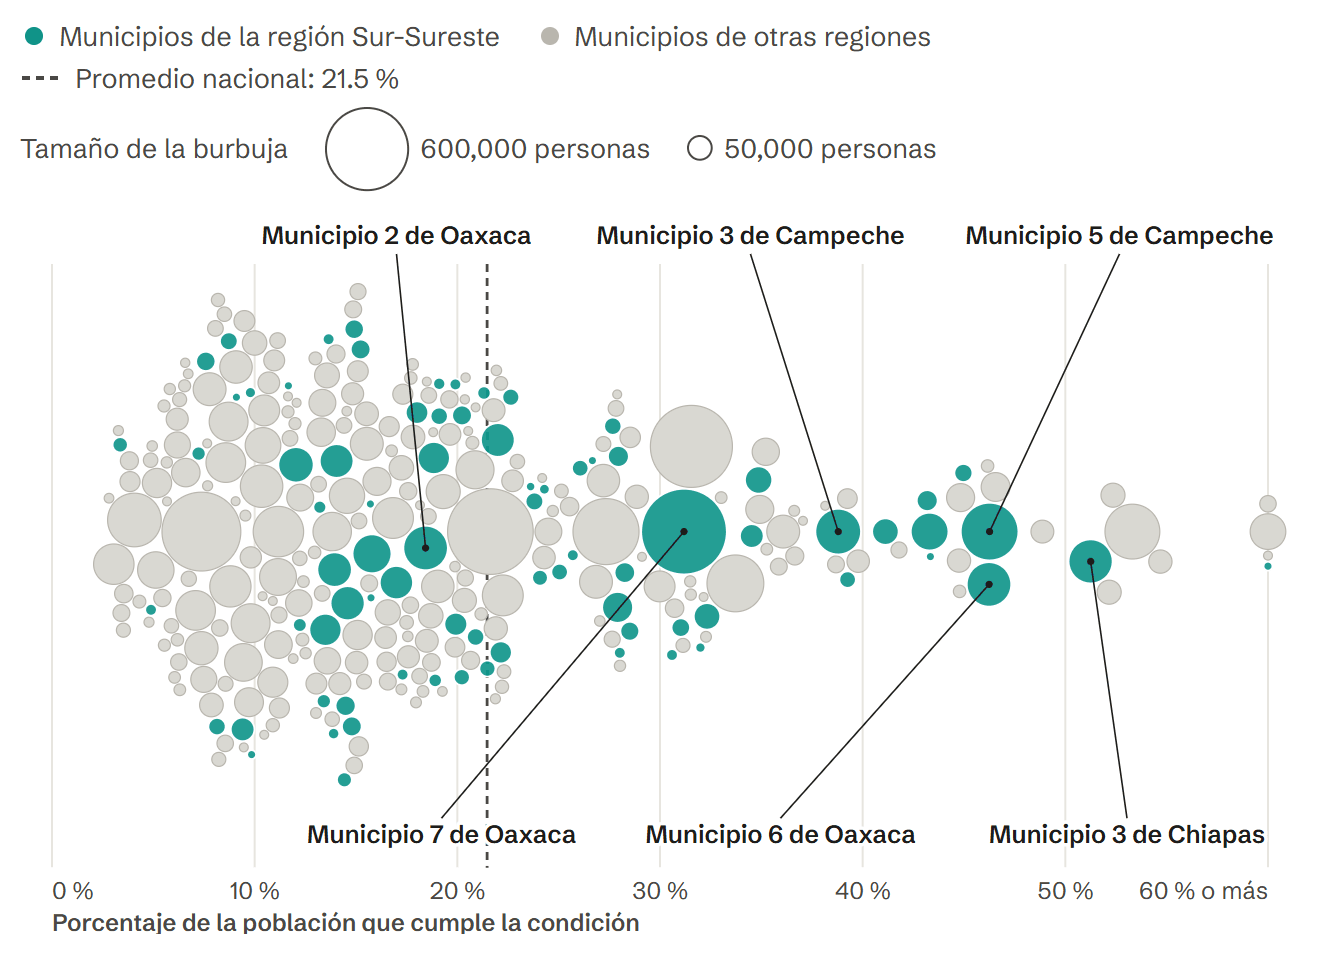 Municipios de la región Sur-Sureste Municipios de otras regiones
Promedio nacional: 21.5 %
Tamaño de la burbuja 600,000 personas 50,000 personas
Municipio 2 de Oaxaca Municipio 3 de Campeche Municipio 5 de Campeche
Municipio 7 de Oaxaca Municipio 6 de Oaxaca Municipio 3 de Chiapas
0 % 10 % 20 % 30 % 40 % 50 % 60 % o más
Porcentaje de la población que cumple la condición